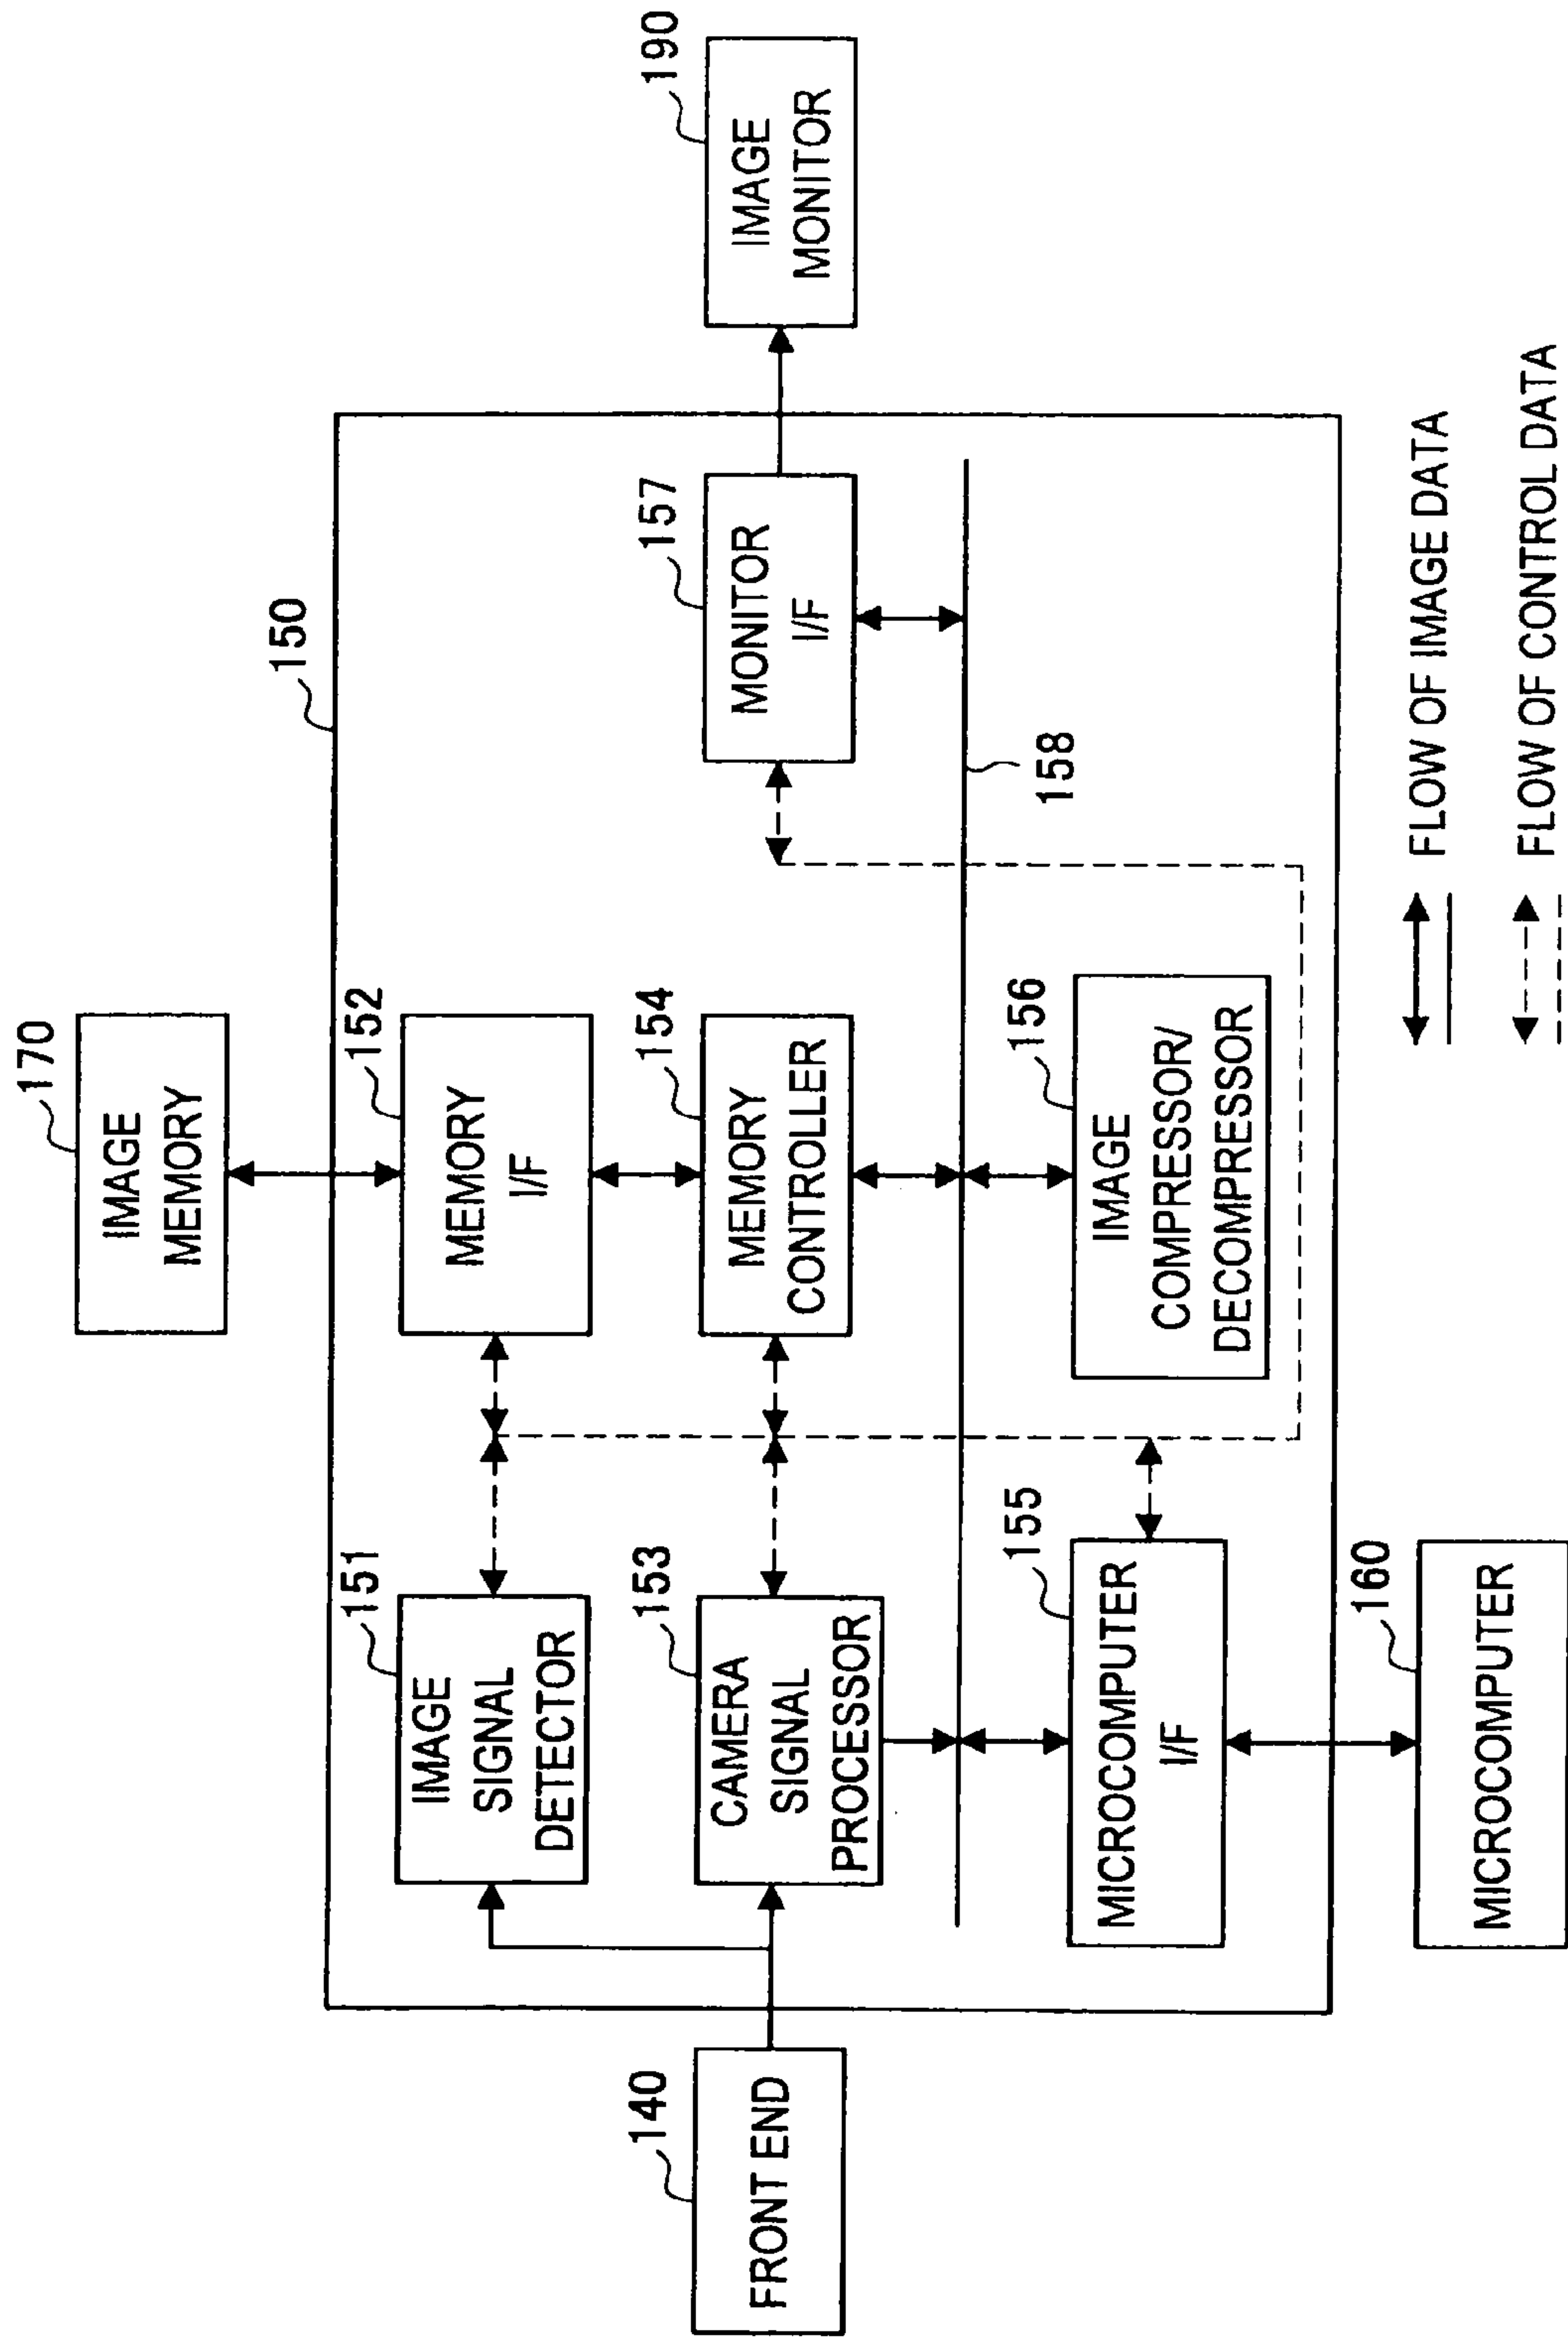 170
IMAGE
MEMORY
150
151
IMAGE
SIGNAL
DETECTOR
152
MEMORY
I/F
140
FRONT END
153
CAMERA
SIGNAL
PROCESSOR
154
MEMORY
CONTROLLER
157
MONITOR
I/F
190
IMAGE
MONITOR
158
155
MICROCOMPUTER
I/F
156
IMAGE
COMPRESSOR/
DECOMPRESSOR
160
MICROCOMPUTER
FLOW OF IMAGE DATA
FLOW OF CONTROL DATA